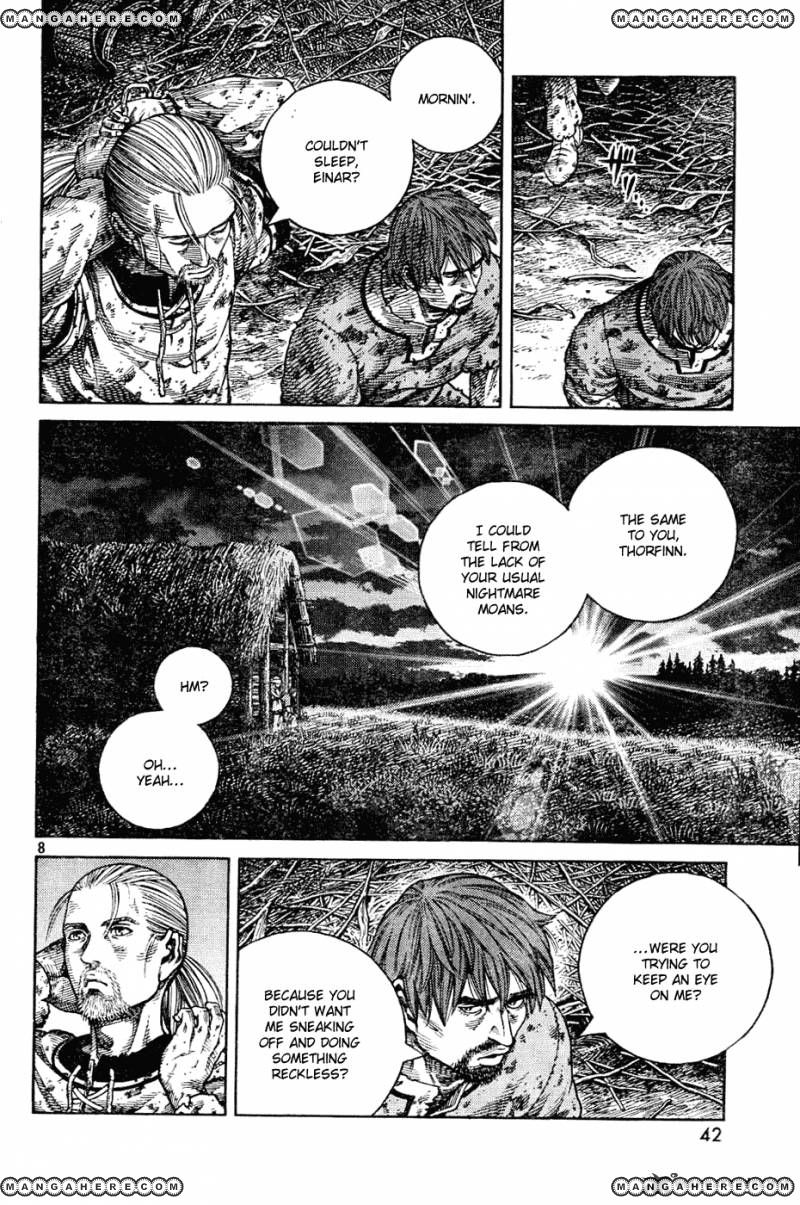 MANGAHERE.COM
MANGAHERE.COM
MORNIN'.
COULDN'T
SLEEP,
EINAR?
THE SAME
TO YOU,
THORFINN.
I COULD
TELL FROM
THE LACK OF
YOUR USUAL
NIGHTMARE
MOANS.
HM?
OH...
YEAH...
8
...WERE YOU
TRYING TO
KEEP AN EYE
ON ME?
BECAUSE YOU
DIDN'T WANT
ME SNEAKING
OFF AND DOING
SOMETHING
RECKLESS?
42
MANGAHERE.COM
MANGAHERE.COM